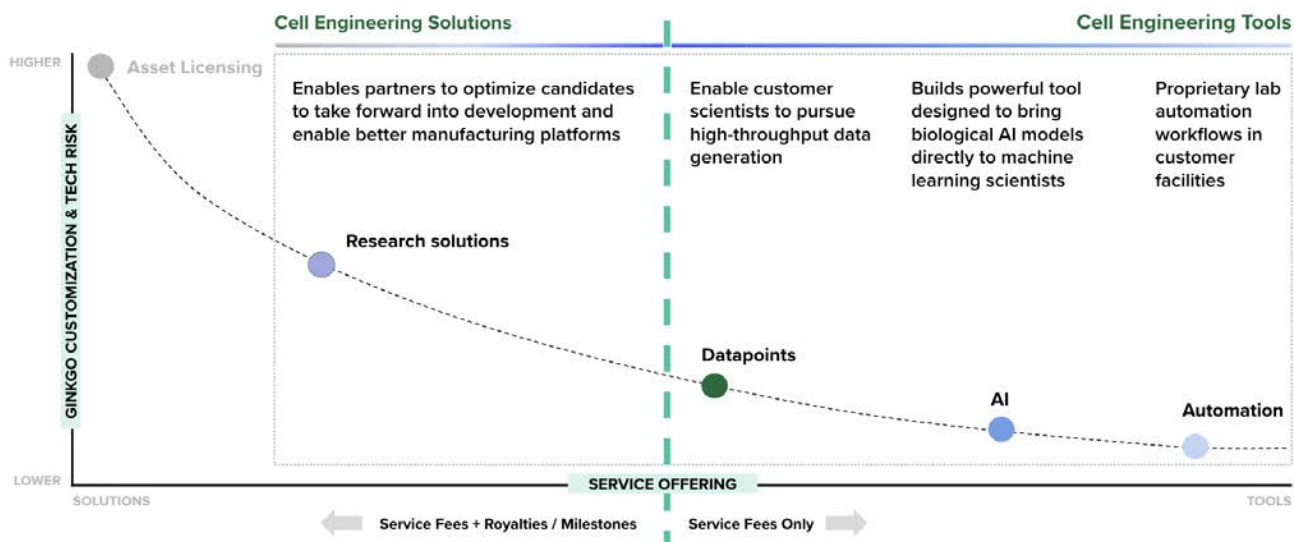 Cell Engineering Solutions
Cell Engineering Tools
HIGHER
Asset Licensing
Enables partners to optimize candidates
to take forward into development and
enable better manufacturing platforms
Enable customer
scientists to pursue
high-throughput data
generation
Builds powerful tool
designed to bring
biological AI models
directly to machine
learning scientists
Proprietary lab
automation
workflows in
customer
facilities
GINKGO CUSTOMIZATION & TECH RISK
Research solutions
Datapoints
AI
Automation
LOWER
SOLUTIONS
SERVICE OFFERING
TOOLS
Service Fees + Royalties / Milestones
Service Fees Only